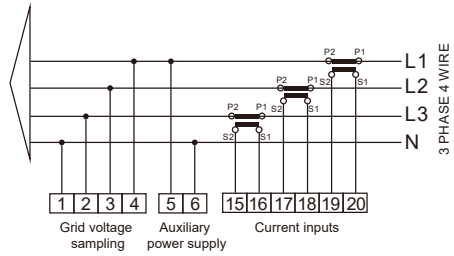 P2 P1
L1
S2 S1
P2 P1
L2
S2 S1
P2 P1
L3
S2 S1
N
3 PHASE 4 WIRE
1 2 3 4 5 6 15 16 17 18 19 20
Grid voltage
sampling
Auxiliary
power supply
Current inputs